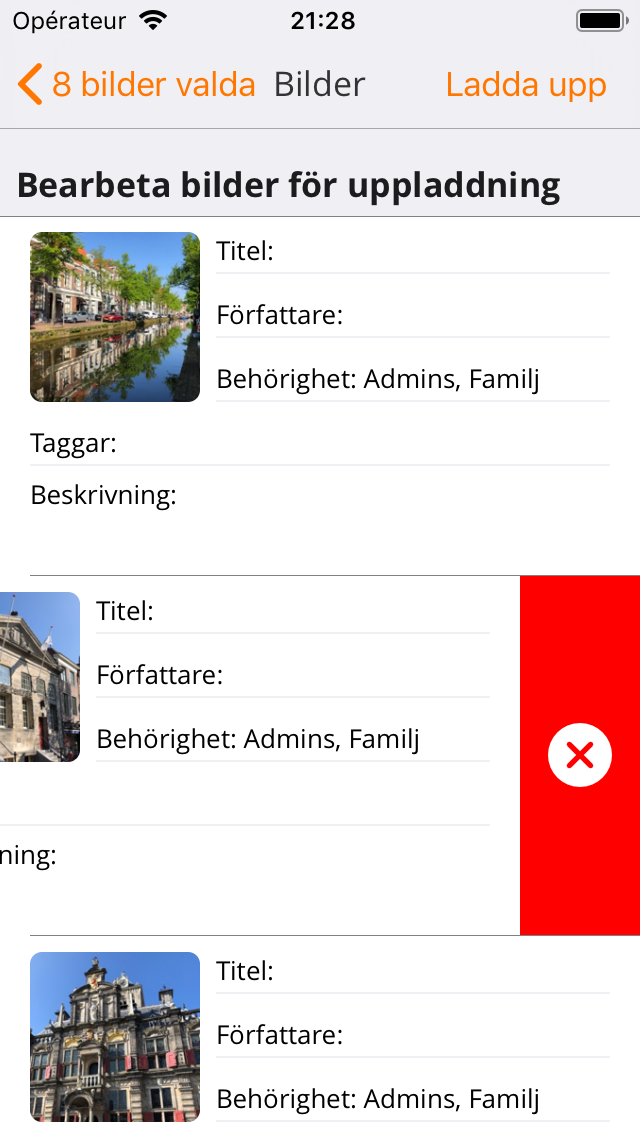 Opérateur 21:28
8 bilder valda Bilder Ladda upp
Bearbeta bilder för uppladdning
Titel:
Författare:
Behörighet: Admins, Familj
Taggar:
Beskrivning:
Titel:
Författare:
Behörighet: Admins, Familj
ning:
Titel:
Författare:
Behörighet: Admins, Familj